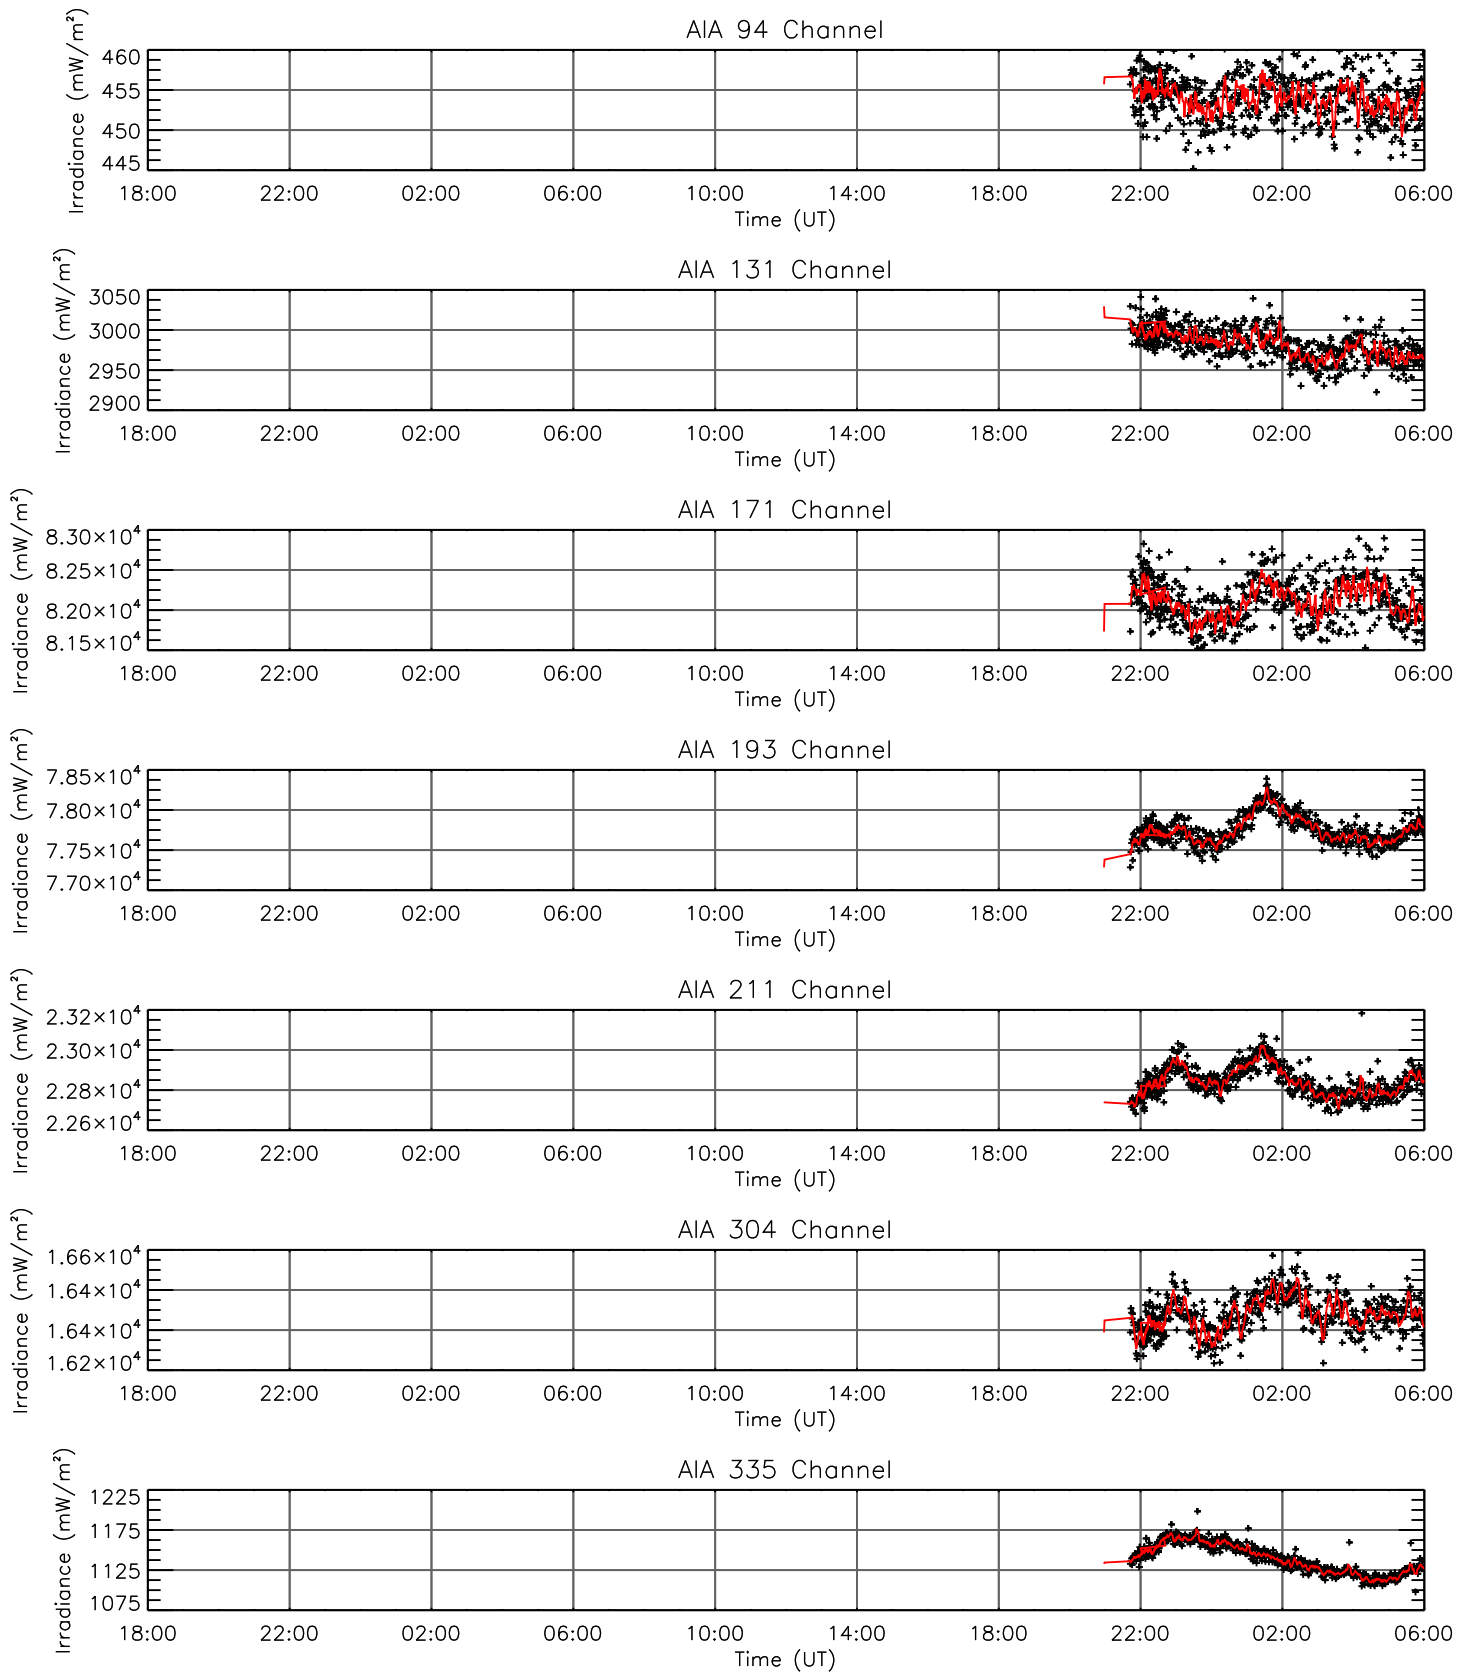 AIA 94 Channel
Irradiance (mW/m²)
460
455
450
445
18:00 22:00 02:00 06:00 10:00 14:00 18:00 22:00 02:00 06:00
Time (UT)
AIA 131 Channel
Irradiance (mW/m²)
3050
3000
2950
2900
18:00 22:00 02:00 06:00 10:00 14:00 18:00 22:00 02:00 06:00
Time (UT)
AIA 171 Channel
Irradiance (mW/m²)
8.30×10⁴
8.25×10⁴
8.20×10⁴
8.15×10⁴
18:00 22:00 02:00 06:00 10:00 14:00 18:00 22:00 02:00 06:00
Time (UT)
AIA 193 Channel
Irradiance (mW/m²)
7.85×10⁴
7.80×10⁴
7.75×10⁴
7.70×10⁴
18:00 22:00 02:00 06:00 10:00 14:00 18:00 22:00 02:00 06:00
Time (UT)
AIA 211 Channel
Irradiance (mW/m²)
2.32×10⁴
2.30×10⁴
2.28×10⁴
2.26×10⁴
18:00 22:00 02:00 06:00 10:00 14:00 18:00 22:00 02:00 06:00
Time (UT)
AIA 304 Channel
Irradiance (mW/m²)
1.66×10⁴
1.64×10⁴
1.64×10⁴
1.62×10⁴
18:00 22:00 02:00 06:00 10:00 14:00 18:00 22:00 02:00 06:00
Time (UT)
AIA 335 Channel
Irradiance (mW/m²)
1225
1175
1125
1075
18:00 22:00 02:00 06:00 10:00 14:00 18:00 22:00 02:00 06:00
Time (UT)